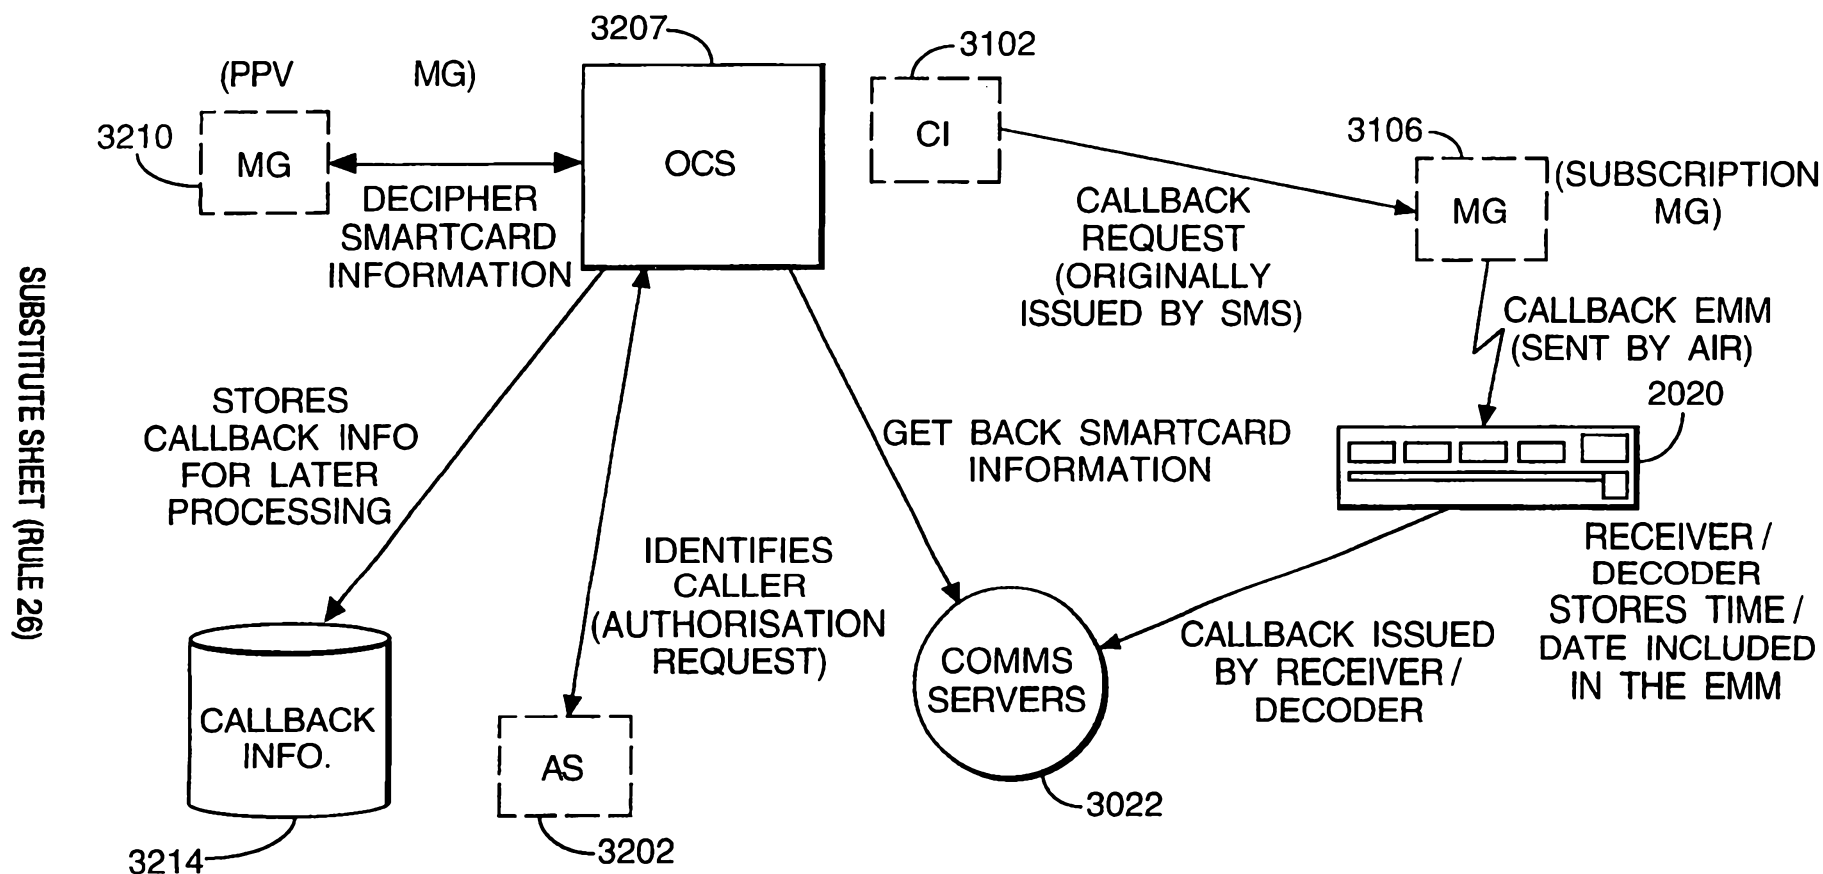 3207
(PPV MG)
3210
MG
OCS
DECIPHER
SMARTCARD
INFORMATION
3102
CI
3106
MG
(SUBSCRIPTION
MG)
CALLBACK
REQUEST
(ORIGINALLY
ISSUED BY SMS)
CALLBACK EMM
(SENT BY AIR)
2020
STORES
CALLBACK INFO
FOR LATER
PROCESSING
GET BACK SMARTCARD
INFORMATION
IDENTIFIES
CALLER
(AUTHORISATION
REQUEST)
RECEIVER /
DECODER
STORES TIME /
DATE INCLUDED
IN THE EMM
CALLBACK ISSUED
BY RECEIVER /
DECODER
COMMS
SERVERS
3022
CALLBACK
INFO.
3214
AS
3202
SUBSTITUTE SHEET (RULE 26)